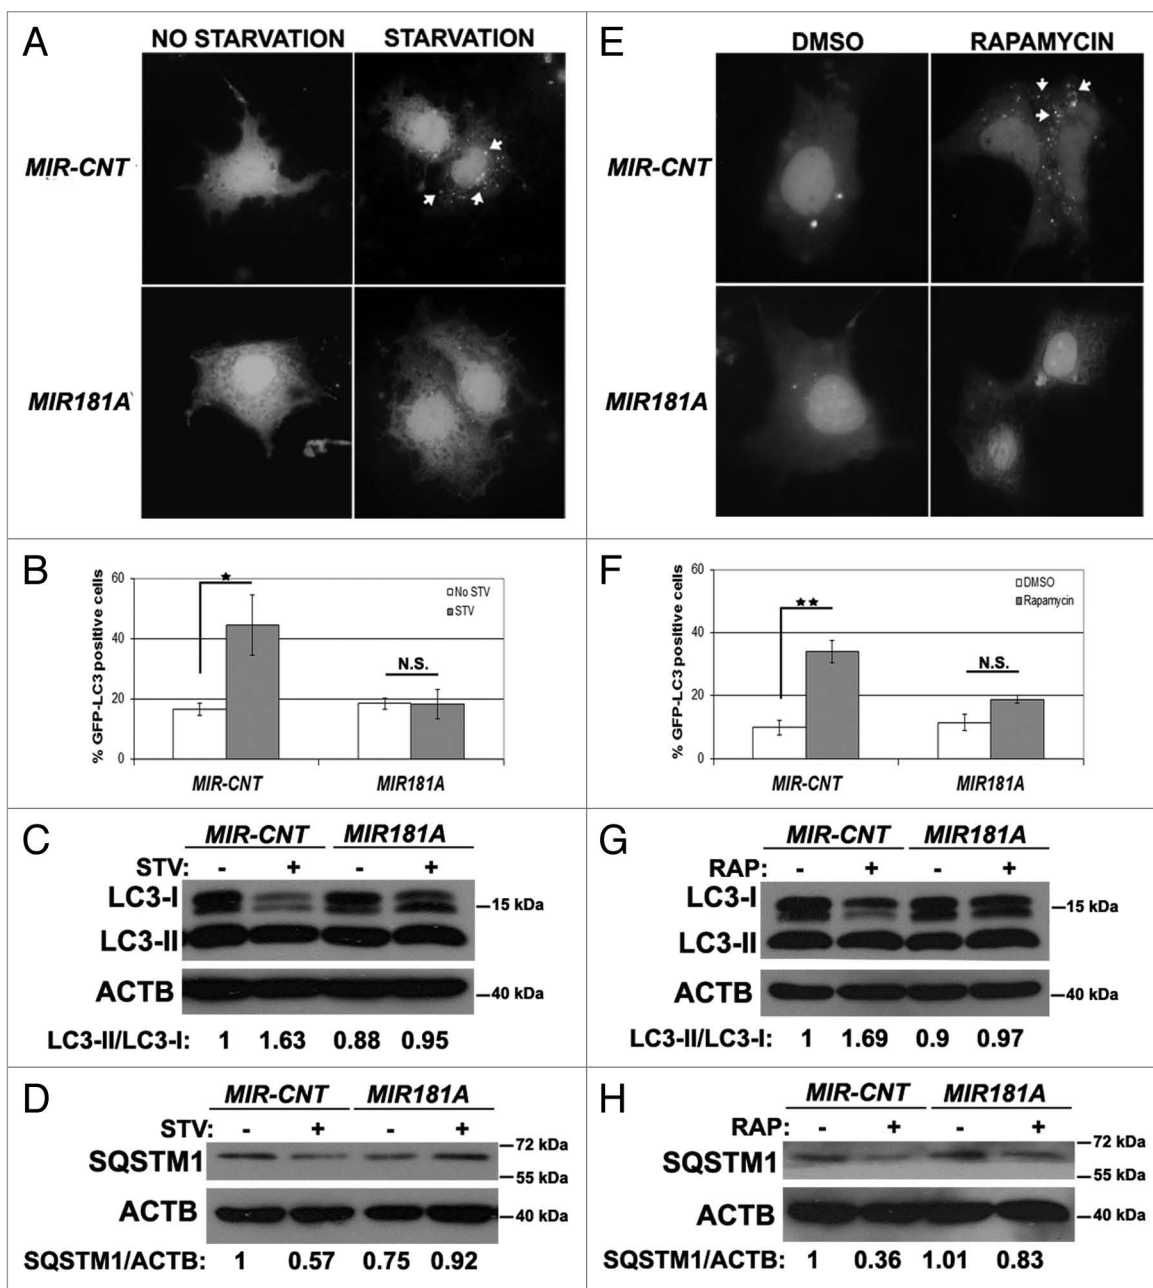 A
NO STARVATION STARVATION
MIR-CNT
MIR181A
B
% GFP-LC3 positive cells
60
40
20
0
★
N.S.
No STV
STV
MIR-CNT MIR181A
C
MIR-CNT MIR181A
STV: - + - +
LC3-I
15 kDa
LC3-II
ACTB
40 kDa
LC3-II/LC3-I: 1 1.63 0.88 0.95
D
MIR-CNT MIR181A
STV: - + - +
72 kDa
SQSTM1
55 kDa
ACTB
40 kDa
SQSTM1/ACTB: 1 0.57 0.75 0.92
E
DMSO RAPAMYCIN
MIR-CNT
MIR181A
F
% GFP-LC3 positive cells
60
40
20
0
★★
N.S.
DMSO
Rapamycin
MIR-CNT MIR181A
G
MIR-CNT MIR181A
RAP: - + - +
LC3-I
15 kDa
LC3-II
ACTB
40 kDa
LC3-II/LC3-I: 1 1.69 0.9 0.97
H
MIR-CNT MIR181A
RAP: - + - +
72 kDa
SQSTM1
55 kDa
ACTB
40 kDa
SQSTM1/ACTB: 1 0.36 1.01 0.83